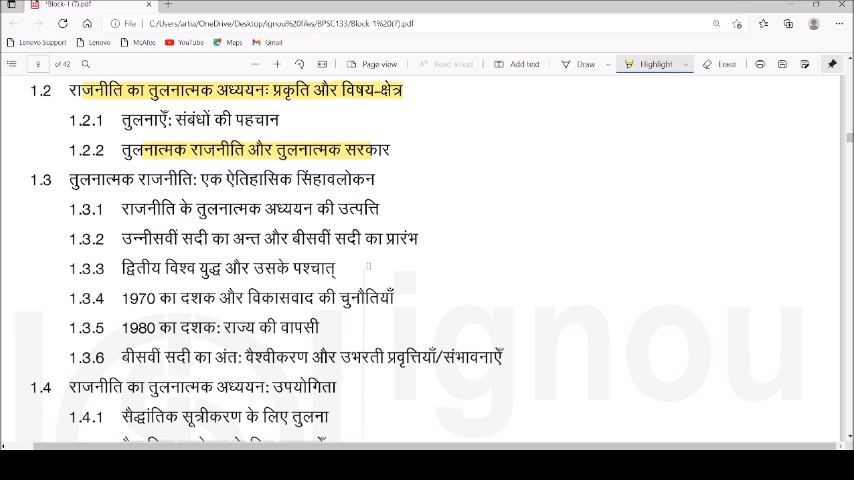 *Block-1 (7).pdf
File | C:/Users/artia/OneDrive/Desktop/ignou%20files/BPSC133/Block-1%20(7).pdf
Lenovo Support Lenovo McAfee YouTube Maps Gmail
9 of 42 Page view Read aloud Add text Draw Highlight Erase
1.2 राजनीति का तुलनात्मक अध्ययनः प्रकृति और विषय-क्षेत्र
1.2.1 तुलनाएँ: संबंधों की पहचान
1.2.2 तुलनात्मक राजनीति और तुलनात्मक सरकार
1.3 तुलनात्मक राजनीति: एक ऐतिहासिक सिंहावलोकन
1.3.1 राजनीति के तुलनात्मक अध्ययन की उत्पत्ति
1.3.2 उन्नीसवीं सदी का अन्त और बीसवीं सदी का प्रारंभ
1.3.3 द्वितीय विश्व युद्ध और उसके पश्चात्
1.3.4 1970 का दशक और विकासवाद की चुनौतियाँ
1.3.5 1980 का दशक: राज्य की वापसी
1.3.6 बीसवीं सदी का अंत: वैश्वीकरण और उभरती प्रवृत्तियाँ/संभावनाऐँ
1.4 राजनीति का तुलनात्मक अध्ययन: उपयोगिता
1.4.1 सैद्धांतिक सूत्रीकरण के लिए तुलना
ignou